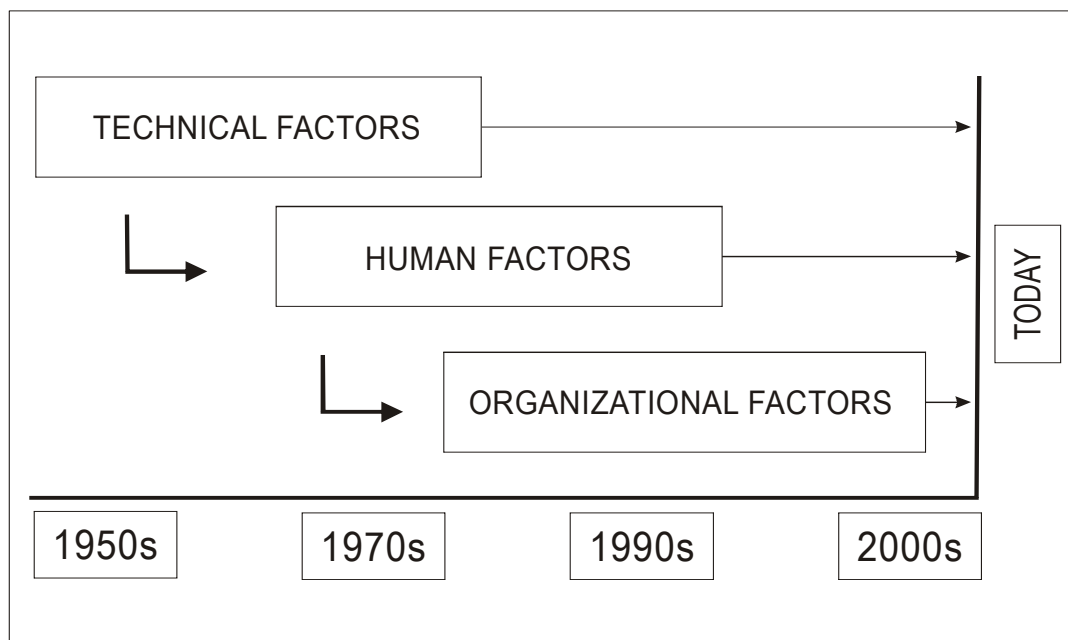 TECHNICAL FACTORS
HUMAN FACTORS
ORGANIZATIONAL FACTORS
TODAY
1950s
1970s
1990s
2000s